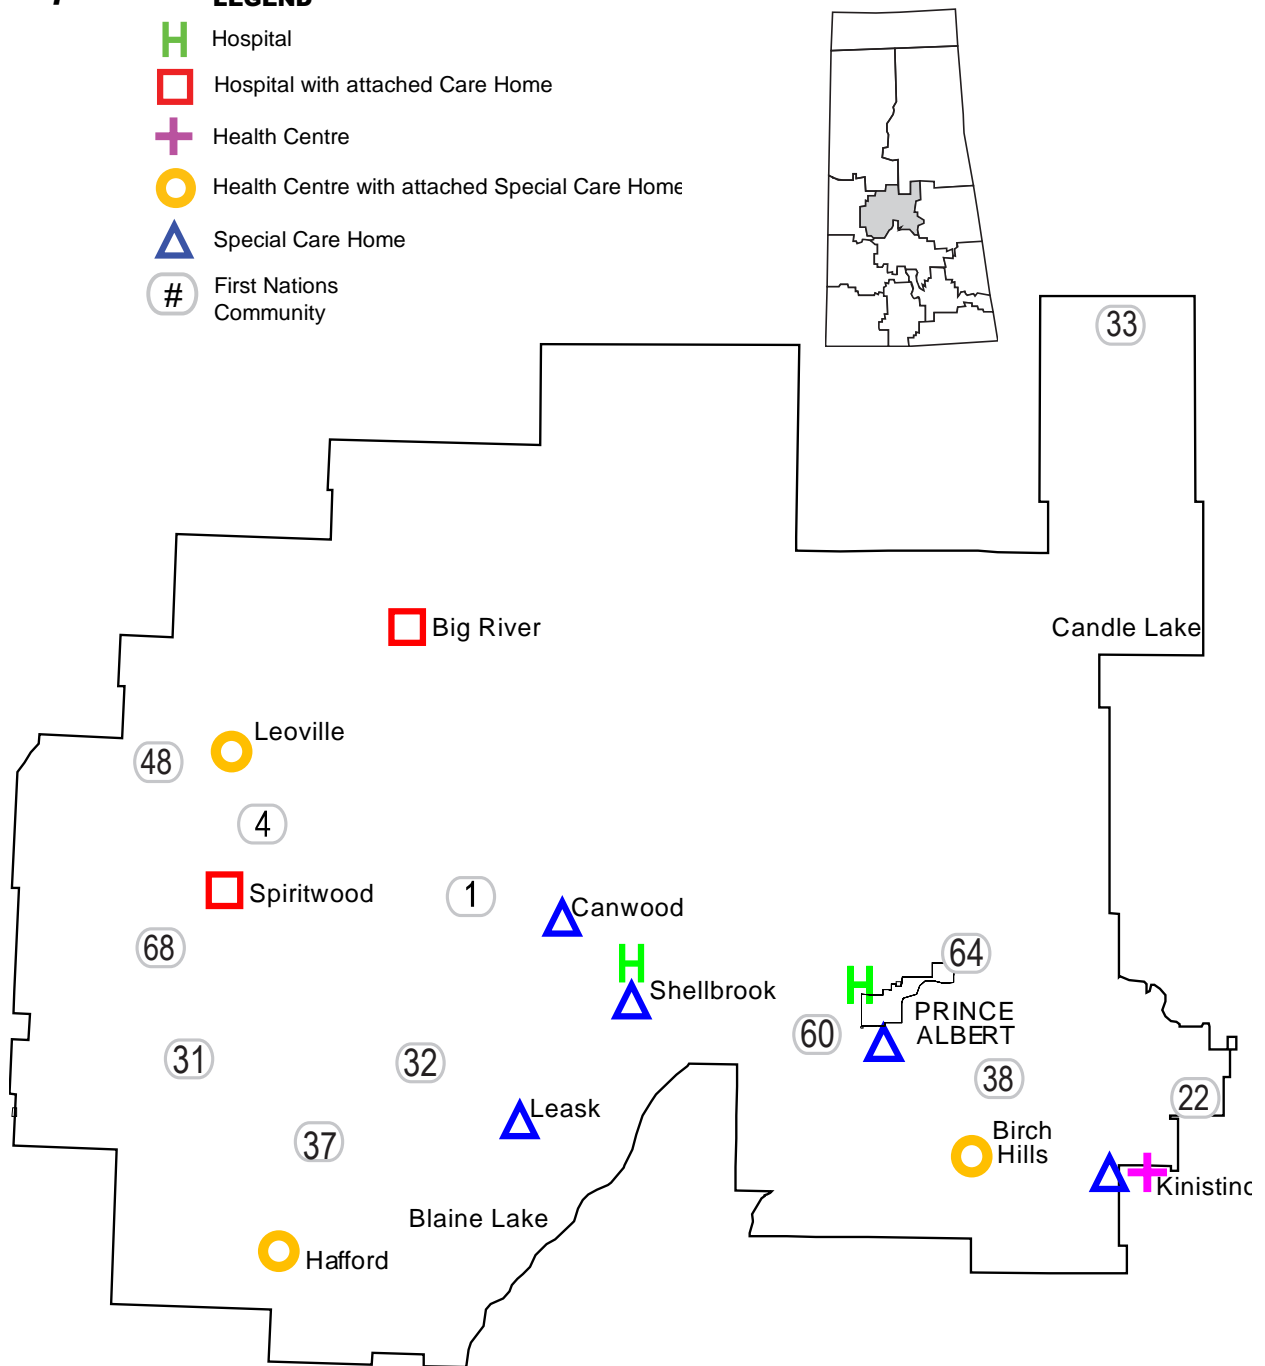 LEGEND
H Hospital
Hospital with attached Care Home
Health Centre
Health Centre with attached Special Care Home
Special Care Home
# First Nations
Community
33
Big River
Candle Lake
Leoville
48
4
Spiritwood
1
Canwood
68
H
64
H
Shellbrook
PRINCE
ALBERT
60
31
32
38
22
Leask
37
Birch
Hills
Kinistino
Blaine Lake
Hafford